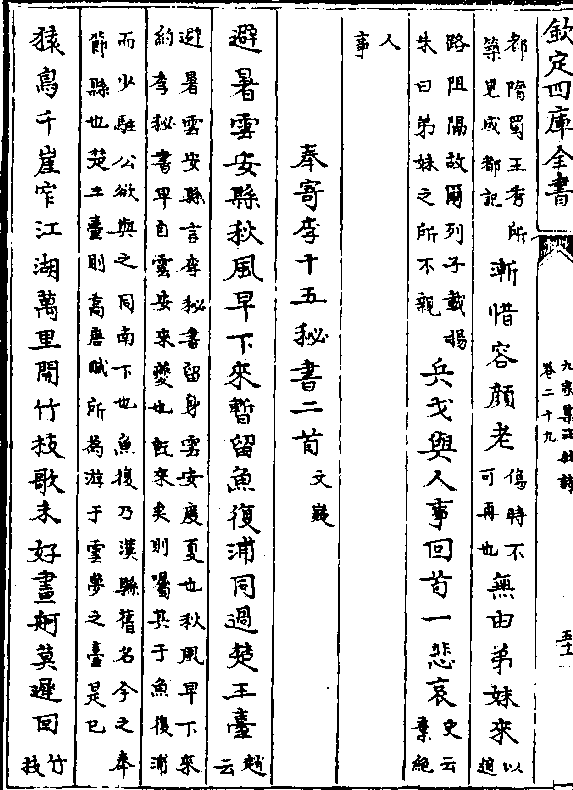 欽定四庫全書
九家集注杜詩
卷二十九
都隋蜀王秀所
築見成都記
漸惜容顔老
傷時不
可再也
無由弟妹來
以
趙
路阻隔故爾列子載楊
朱曰弟妹之所不親
兵戈與人事回首一悲哀
史云
棄絶
人
事
奉寄李十五秘書二首
文嶷
避暑雲安縣秋風早下來暫留魚復浦同過楚王臺
趙
云
避暑雲安縣言李秘書留身雲安度夏也秋風早下來
約李秘書早自雲安來夔也既來矣則囑其于魚復浦
而少駐公欲與之同南下也魚復乃漢縣舊名今之奉
節縣也楚王臺則高唐賦所為游于雲夢之臺是已
猿鳥千崖窄江湖萬里開竹枝歌未好畫舸莫遲回
竹
枝